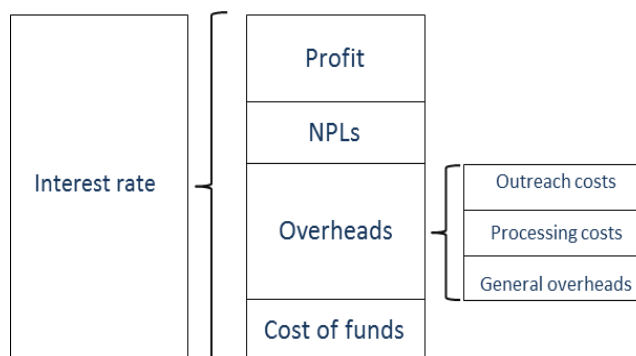 Interest rate
Profit
NPLs
Overheads
Cost of funds
Outreach costs
Processing costs
General overheads